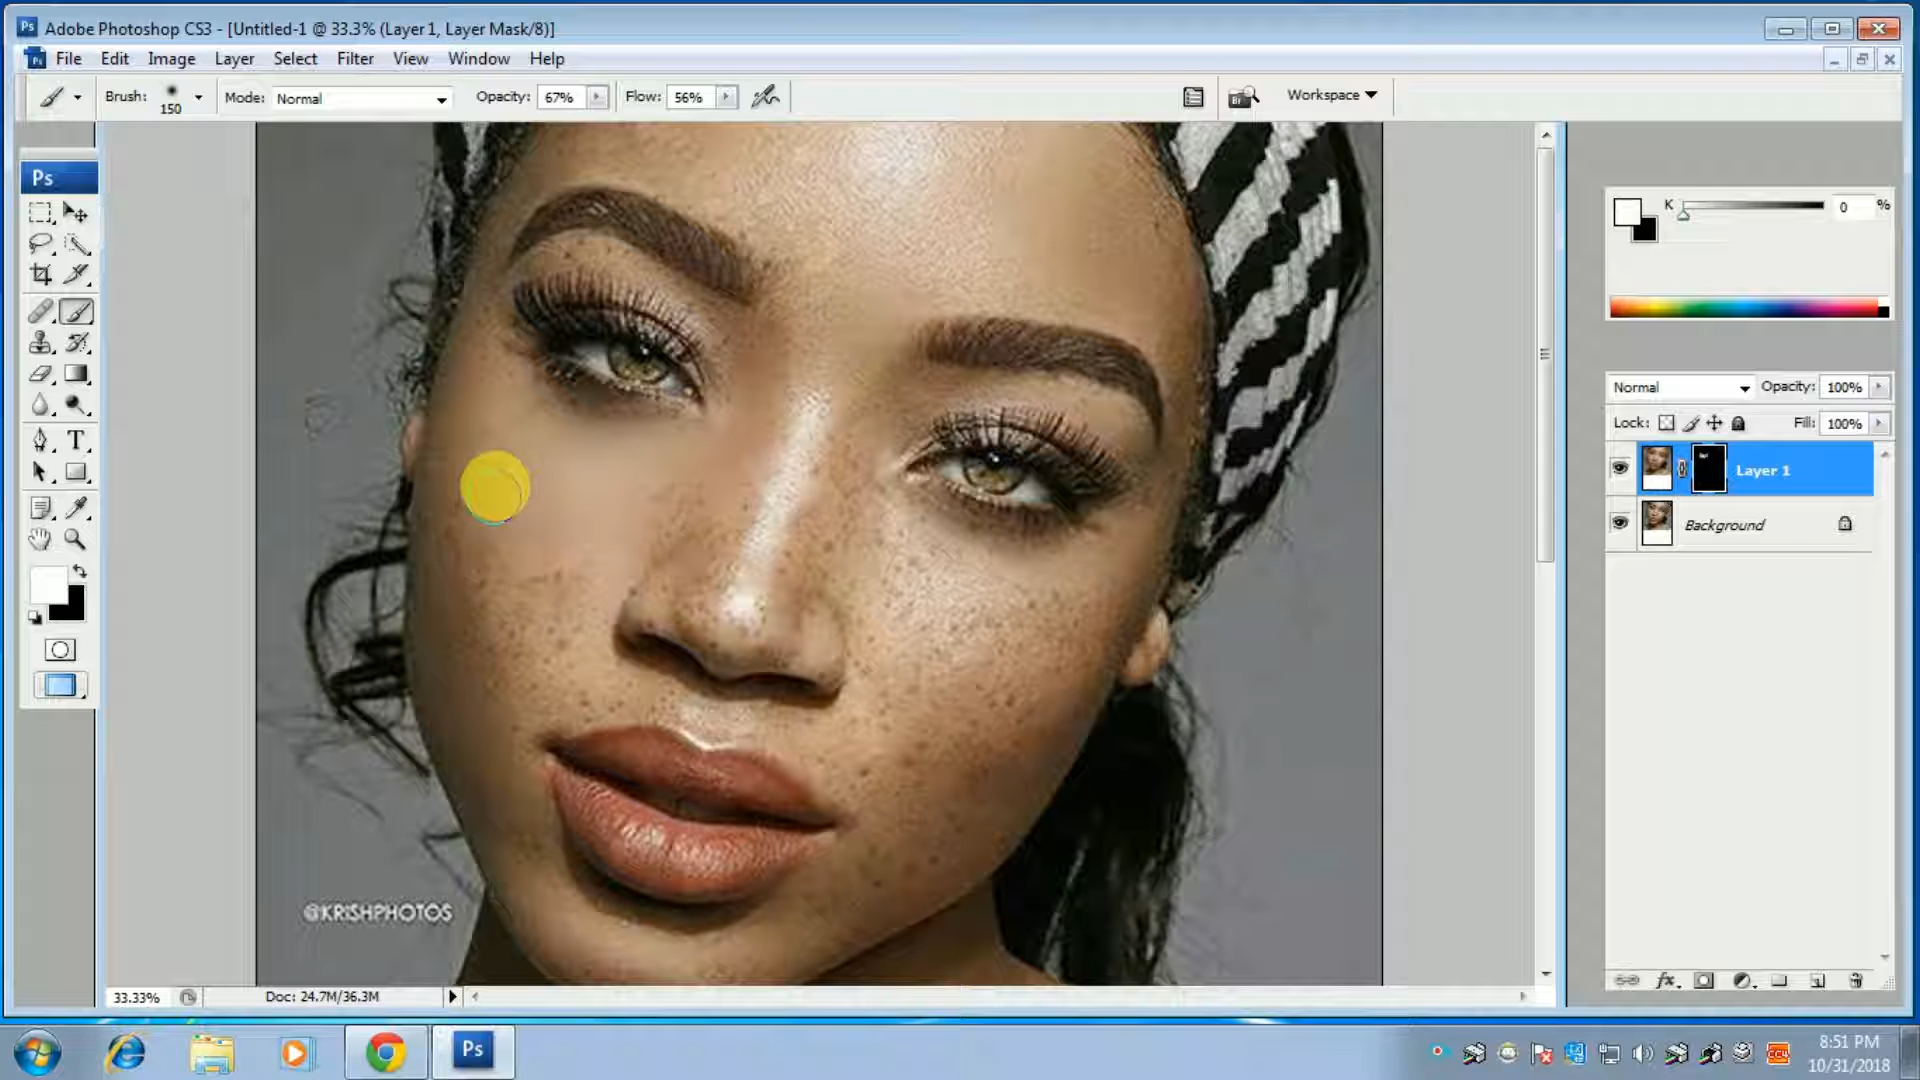 Adobe Photoshop CS3 - [Untitled-1 @ 33.3% (Layer 1, Layer Mask/8)]
File Edit Image Layer Select Filter View Window Help
Brush: 150 Mode: Normal Opacity: 67% Flow: 56% Workspace
Ps
K 0 %
Normal Opacity: 100%
Lock: Fill: 100%
Layer 1
Background
@KRISHPHOTOS
33.33% Doc: 24.7M/36.3M
Ps
8:51 PM
10/31/2018